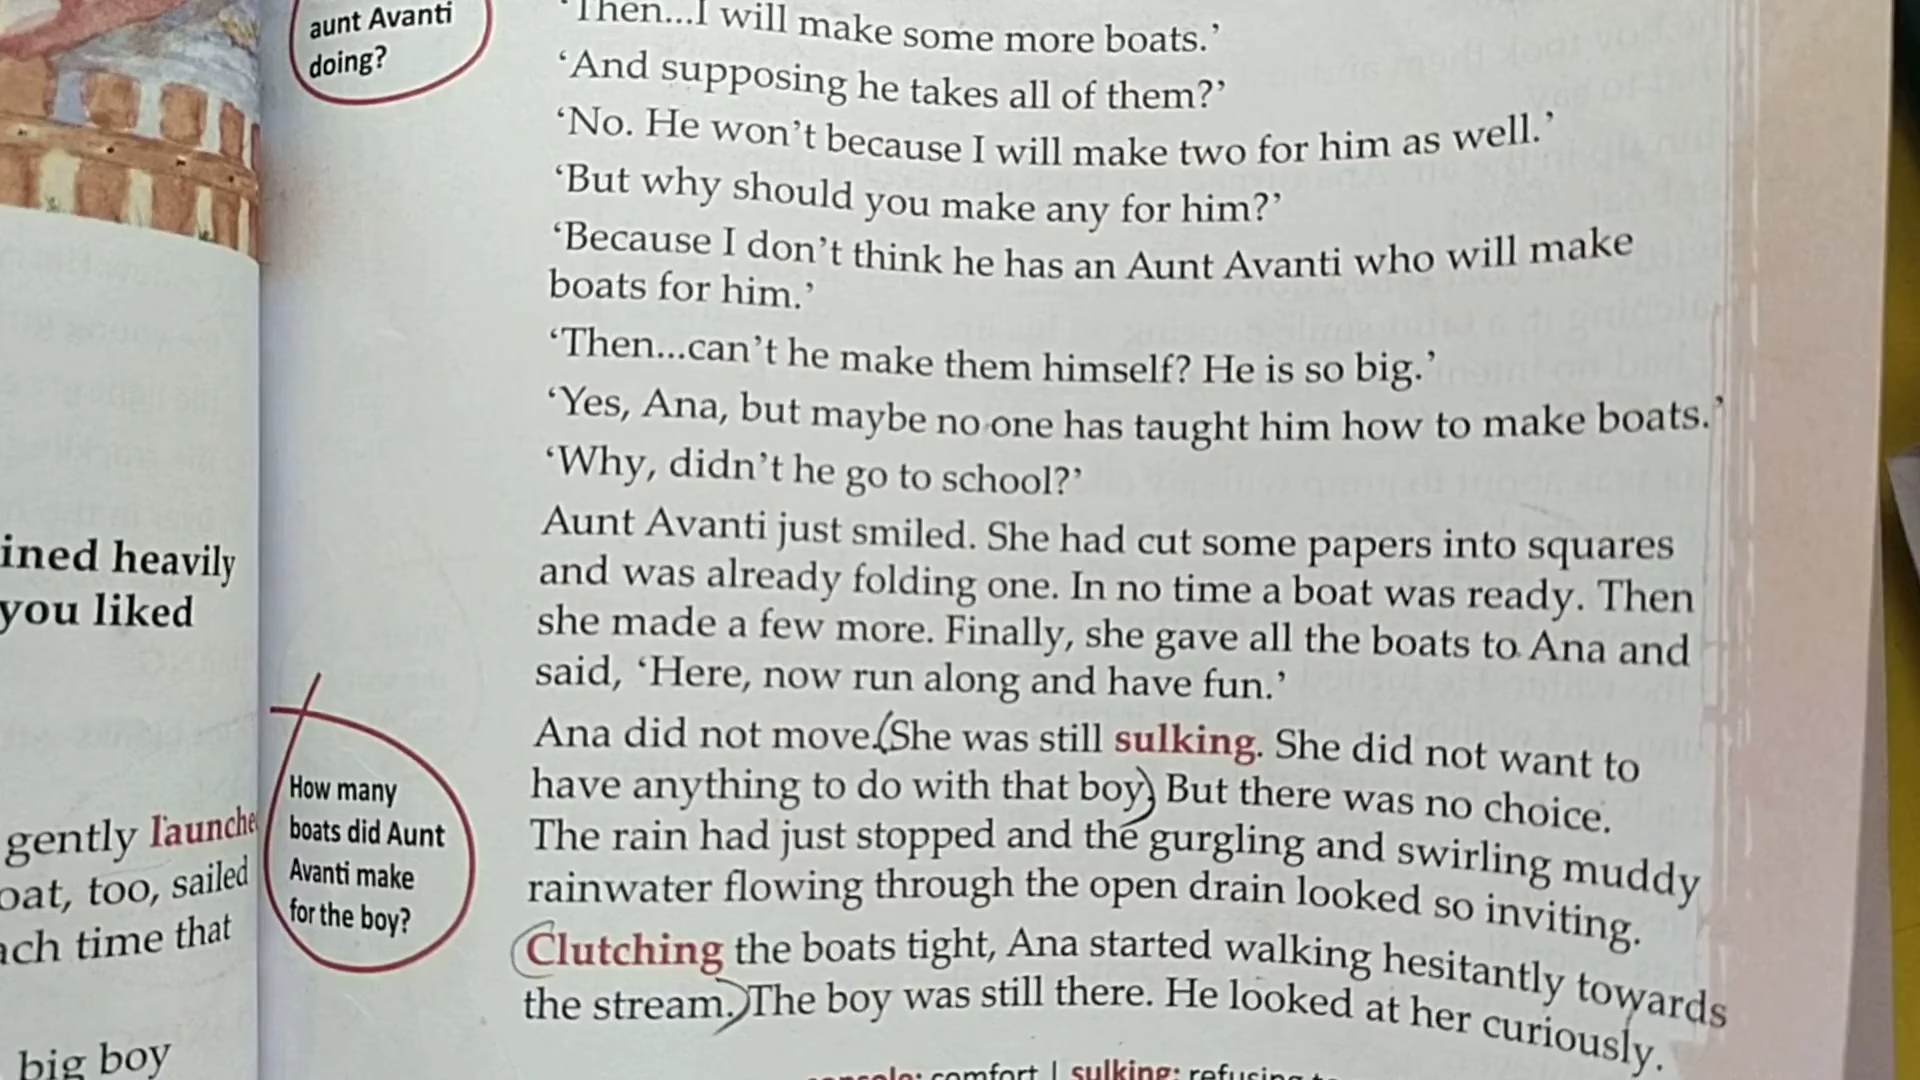 ined heavily
you liked
gently launche
oat, too, sailed
ach time that
big boy
aunt Avanti
doing?
How many
boats did Aunt
Avanti make
for the boy?
'Then...I will make some more boats.'
'And supposing he takes all of them?'
'No. He won't because I will make two for him as well.'
'But why should you make any for him?'
'Because I don't think he has an Aunt Avanti who will make
boats for him.'
'Then...can't he make them himself? He is so big.'
'Yes, Ana, but maybe no one has taught him how to make boats.'
'Why, didn't he go to school?'
Aunt Avanti just smiled. She had cut some papers into squares
and was already folding one. In no time a boat was ready. Then
she made a few more. Finally, she gave all the boats to Ana and
said, 'Here, now run along and have fun.'
Ana did not move. (She was still sulking. She did not want to
have anything to do with that boy.) But there was no choice.
The rain had just stopped and the gurgling and swirling muddy
rainwater flowing through the open drain looked so inviting.
(Clutching the boats tight, Ana started walking hesitantly towards
the stream.) The boy was still there. He looked at her curiously.
comfort | sulking: refusing